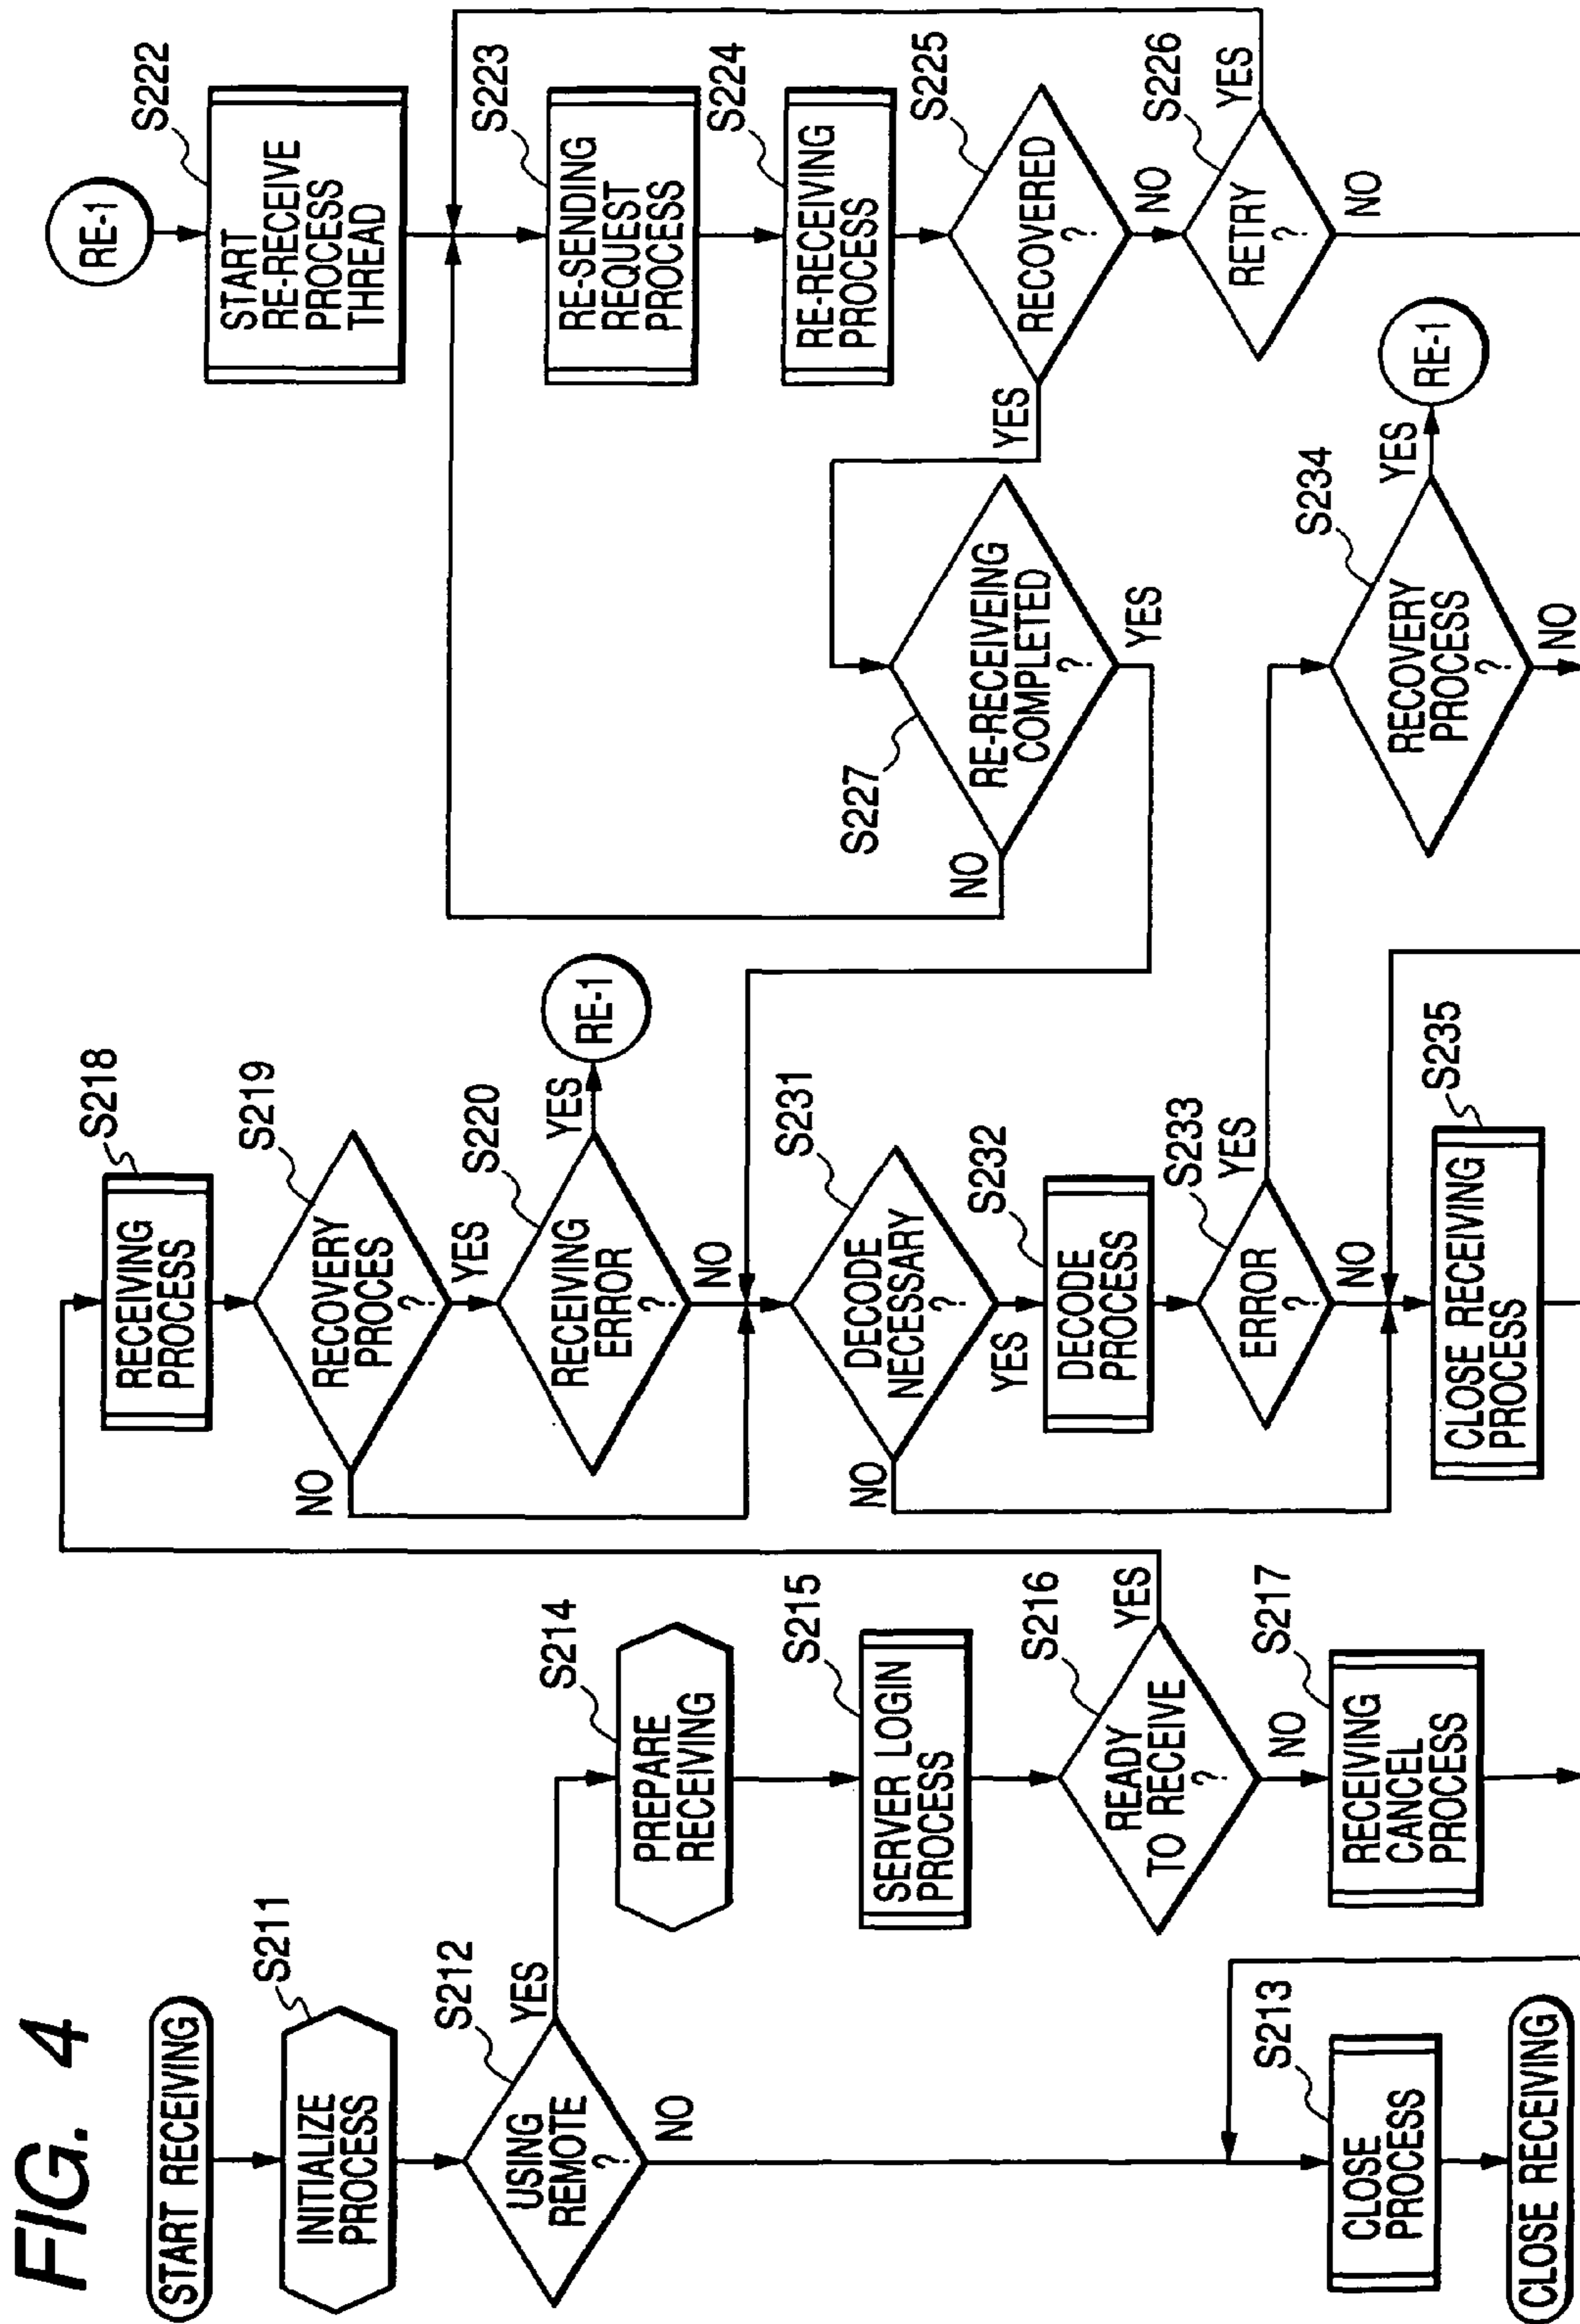 FIG. 4
START RECEIVING
S211
INITIALIZE
PROCESS
S212
USING
REMOTE
?
YES
NO
S213
CLOSE
PROCESS
CLOSE RECEIVING
S214
PREPARE
RECEIVING
S215
SERVER LOGIN
PROCESS
S216
READY
TO RECEIVE
?
YES
NO
S217
RECEIVING
CANCEL
PROCESS
S218
RECEIVING
PROCESS
S219
RECOVERY
PROCES
?
NO
YES
S220
RECEIVING
ERROR
?
YES
RE-1
NO
S231
DECODE
NECESSARY
?
NO
YES
S232
DECODE
PROCESS
S233
ERROR
?
YES
NO
S235
CLOSE RECEIVING
PROCESS
RE-1
S222
START
RE-RECEIVE
PROCESS
THREAD
S223
RE-SENDING
REQUEST
PROCESS
S224
RE-RECEIVING
PROCESS
S225
RECOVERED
?
YES
NO
S226
RETRY
?
YES
NO
S227
RE-RECEIVEING
COMPLETED
?
NO
YES
S234
RECOVERY
PROCESS
?
YES
RE-1
NO